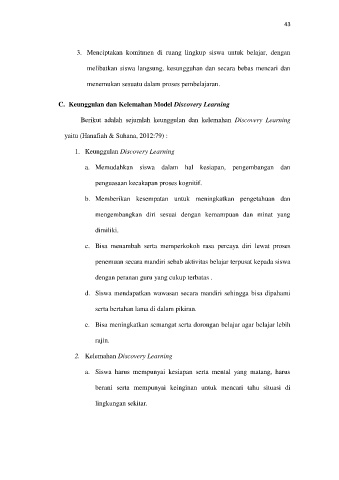 43
3. Menciptakan komitmen di ruang lingkup siswa untuk belajar, dengan
melibatkan siswa langsung, kesungguhan dan secara bebas mencari dan
menemukan sesuatu dalam proses pembelajaran.
C. Keunggulan dan Kelemahan Model Discovery Learning
Berikut adalah sejumlah keunggulan dan kelemahan Discovery Learning
yaitu (Hanafiah & Suhana, 2012:79) :
1. Keunggulan Discovery Learning
a. Memudahkan siswa dalam hal kesiapan, pengembangan dan
penguasaan kecakapan proses kognitif.
b. Memberikan kesempatan untuk meningkatkan pengetahuan dan
mengembangkan diri sesuai dengan kemampuan dan minat yang
dimiliki.
c. Bisa menambah serta memperkokoh rasa percaya diri lewat proses
penemuan secara mandiri sebab aktivitas belajar terpusat kepada siswa
dengan peranan guru yang cukup terbatas .
d. Siswa mendapatkan wawasan secara mandiri sehingga bisa dipahami
serta bertahan lama di dalam pikiran.
e. Bisa meningkatkan semangat serta dorongan belajar agar belajar lebih
rajin.
2. Kelemahan Discovery Learning
a. Siswa harus mempunyai kesiapan serta mental yang matang, harus
berani serta mempunyai keinginan untuk mencari tahu situasi di
lingkungan sekitar.